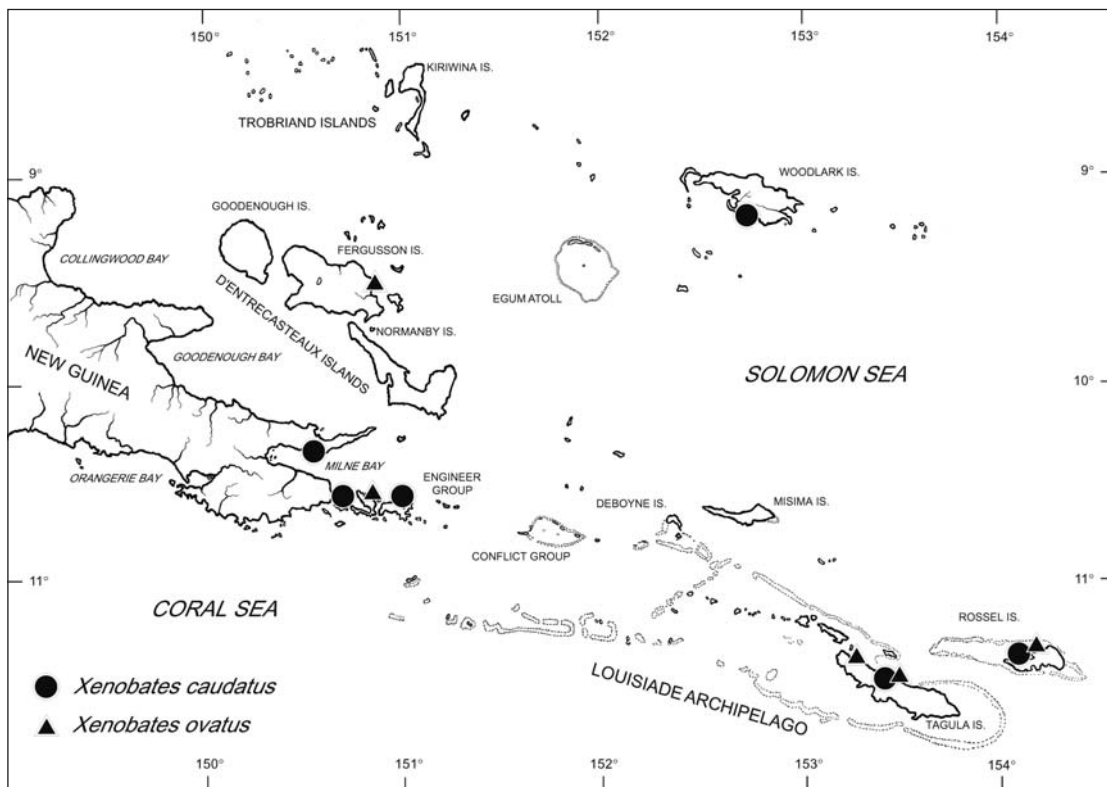 150°
151°
152°
153°
154°
KIRIWINA IS.
TROBRIAND ISLANDS
9°
9°
WOODLARK IS.
GOODENOUGH IS.
FERGUSSON IS.
COLLINGWOOD BAY
EGUM ATOLL
D'ENTRECASTEAUX ISLANDS
NORMANBY IS.
NEW GUINEA
GOODENOUGH BAY
SOLOMON SEA
10°
MILNE BAY
ORANGERIE BAY
ENGINEER
GROUP
DEBOYNE IS.
MISIMA IS.
CONFLICT GROUP
11°
11°
CORAL SEA
ROSSEL IS.
LOUISIADE ARCHIPELAGO
TAGULA IS.
Xenobates caudatus
Xenobates ovatus
150°
151°
152°
153°
154°